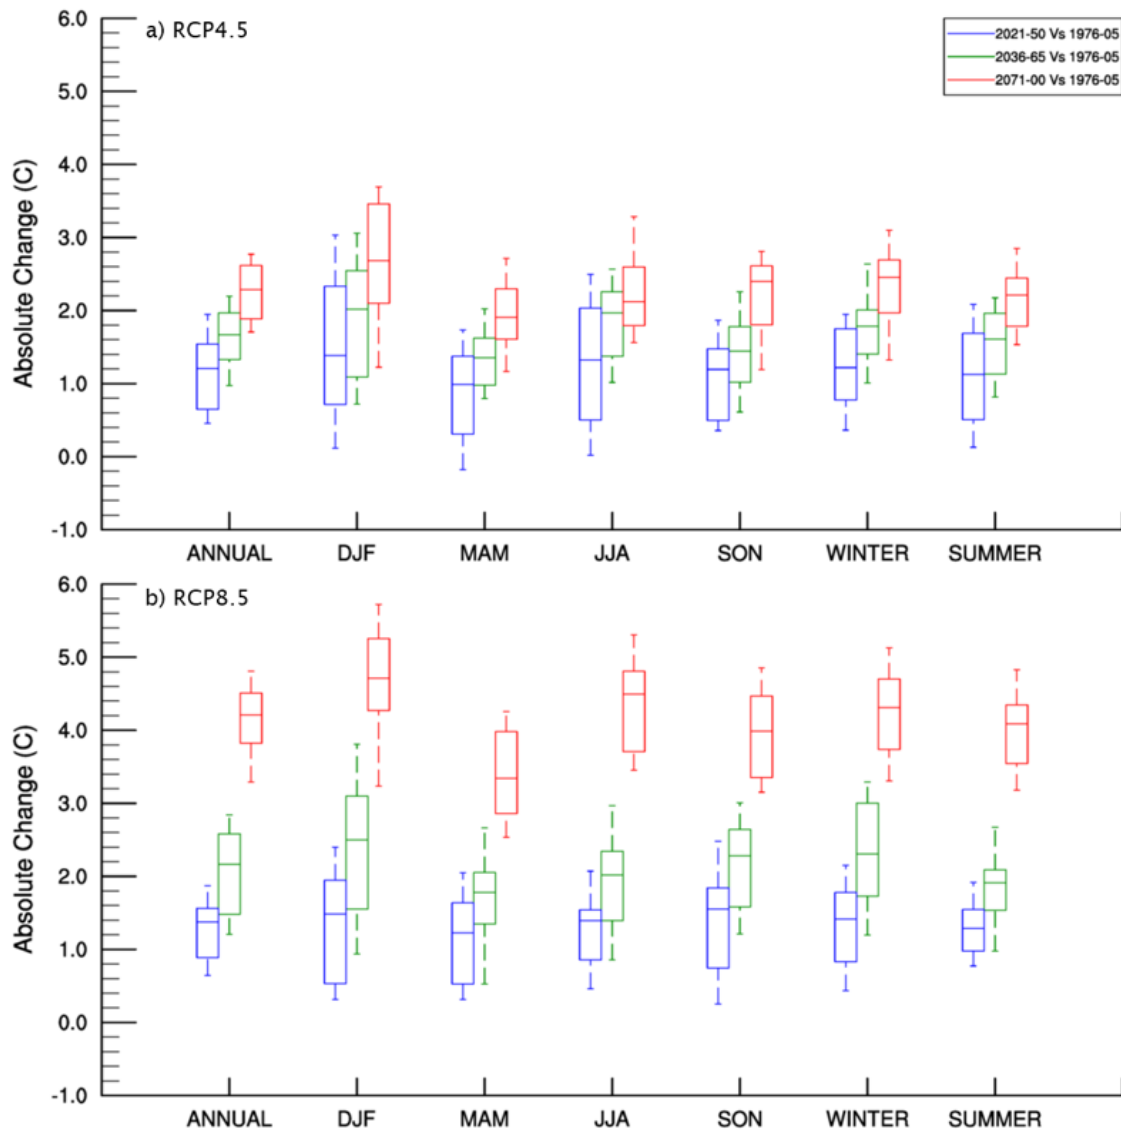 a) RCP4.5
2021-50 Vs 1976-05
2036-65 Vs 1976-05
2071-00 Vs 1976-05
Absolute Change (C)
6.0
5.0
4.0
3.0
2.0
1.0
0.0
-1.0
ANNUAL DJF MAM JJA SON WINTER SUMMER
b) RCP8.5
Absolute Change (C)
6.0
5.0
4.0
3.0
2.0
1.0
0.0
-1.0
ANNUAL DJF MAM JJA SON WINTER SUMMER